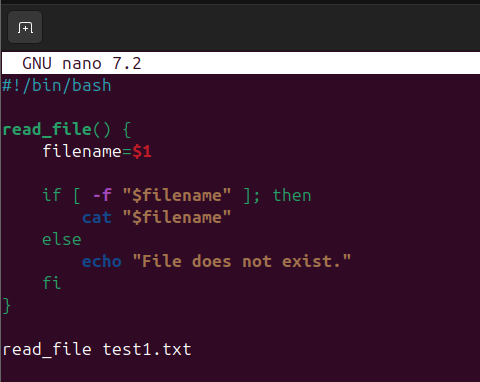 GNU nano 7.2
#!/bin/bash
read_file() {
    filename=$1
    if [ -f "$filename" ]; then
        cat "$filename"
    else
        echo "File does not exist."
    fi
}
read_file test1.txt